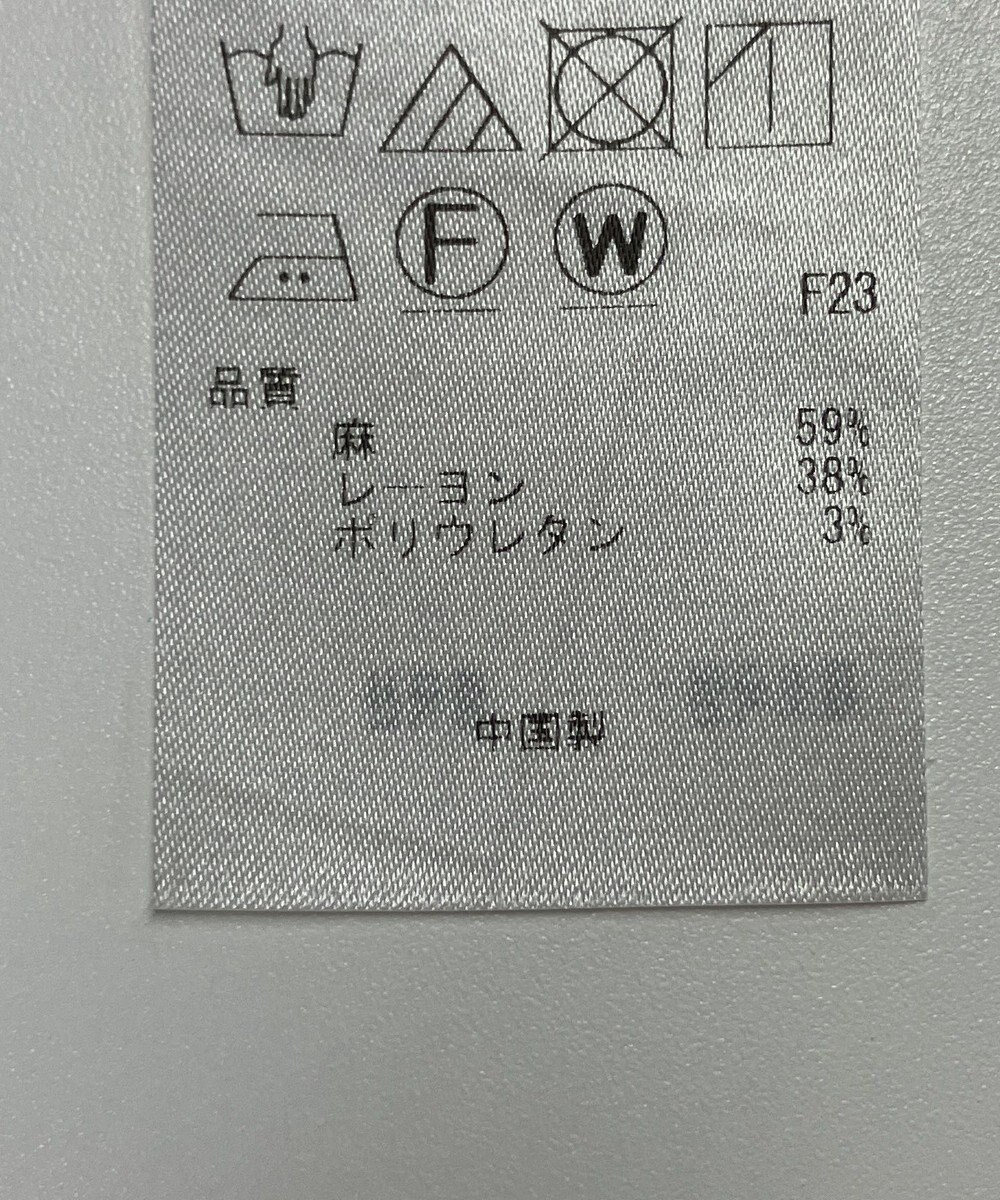 F W
F23
品質
麻 59%
レーヨン 38%
ポリウレタン 3%
中国製